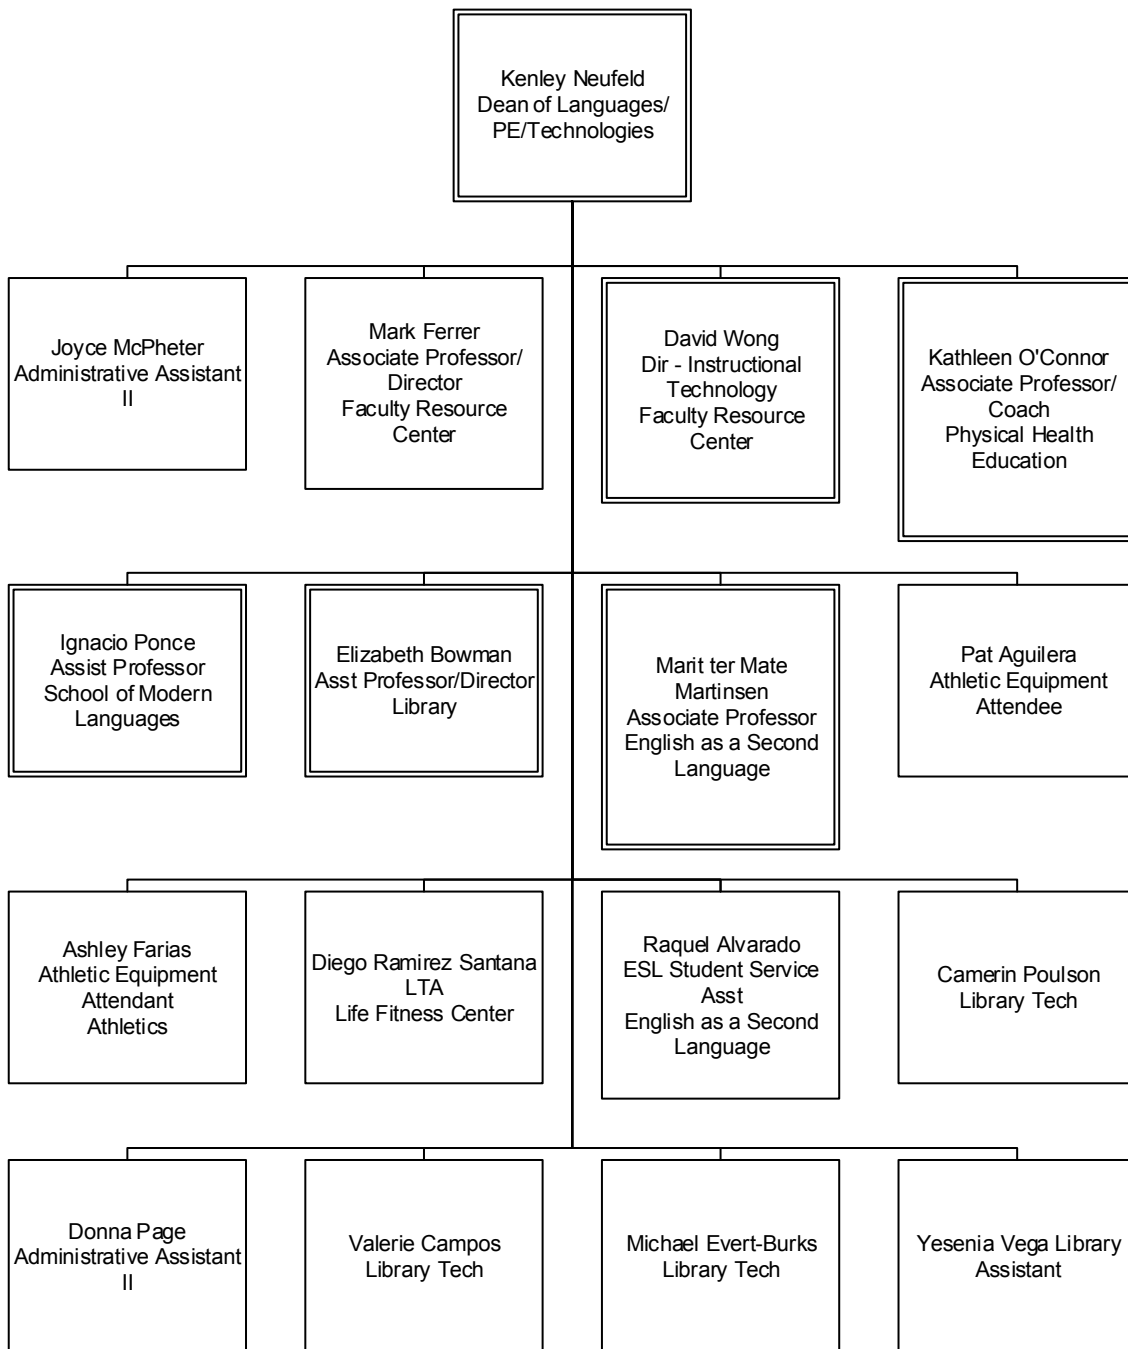 Kenley Neufeld
Dean of Languages/
PE/Technologies
Joyce McPheter
Administrative Assistant
II
Mark Ferrer
Associate Professor/
Director
Faculty Resource
Center
David Wong
Dir - Instructional
Technology
Faculty Resource
Center
Kathleen O'Connor
Associate Professor/
Coach
Physical Health
Education
Ignacio Ponce
Assist Professor
School of Modern
Languages
Elizabeth Bowman
Asst Professor/Director
Library
Marit ter Mate
Martinsen
Associate Professor
English as a Second
Language
Pat Aguilera
Athletic Equipment
Attendee
Ashley Farias
Athletic Equipment
Attendant
Athletics
Diego Ramirez Santana
LTA
Life Fitness Center
Raquel Alvarado
ESL Student Service
Asst
English as a Second
Language
Camerin Poulson
Library Tech
Donna Page
Administrative Assistant
II
Valerie Campos
Library Tech
Michael Evert-Burks
Library Tech
Yesenia Vega Library
Assistant